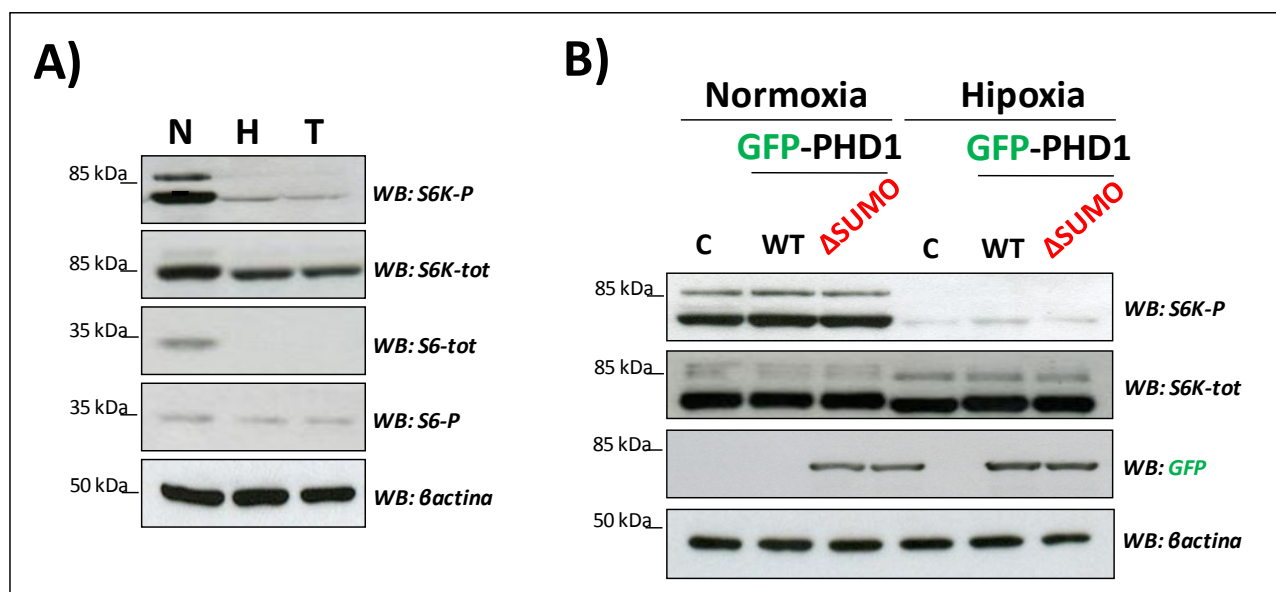 A)
N H T
85 kDa WB: S6K-P
85 kDa WB: S6K-tot
35 kDa WB: S6-tot
35 kDa WB: S6-P
50 kDa WB: βactina
B)
Normoxia Hipoxia
GFP-PHD1 GFP-PHD1
C WT ΔSUMO C WT ΔSUMO
85 kDa WB: S6K-P
85 kDa WB: S6K-tot
85 kDa WB: GFP
50 kDa WB: βactina